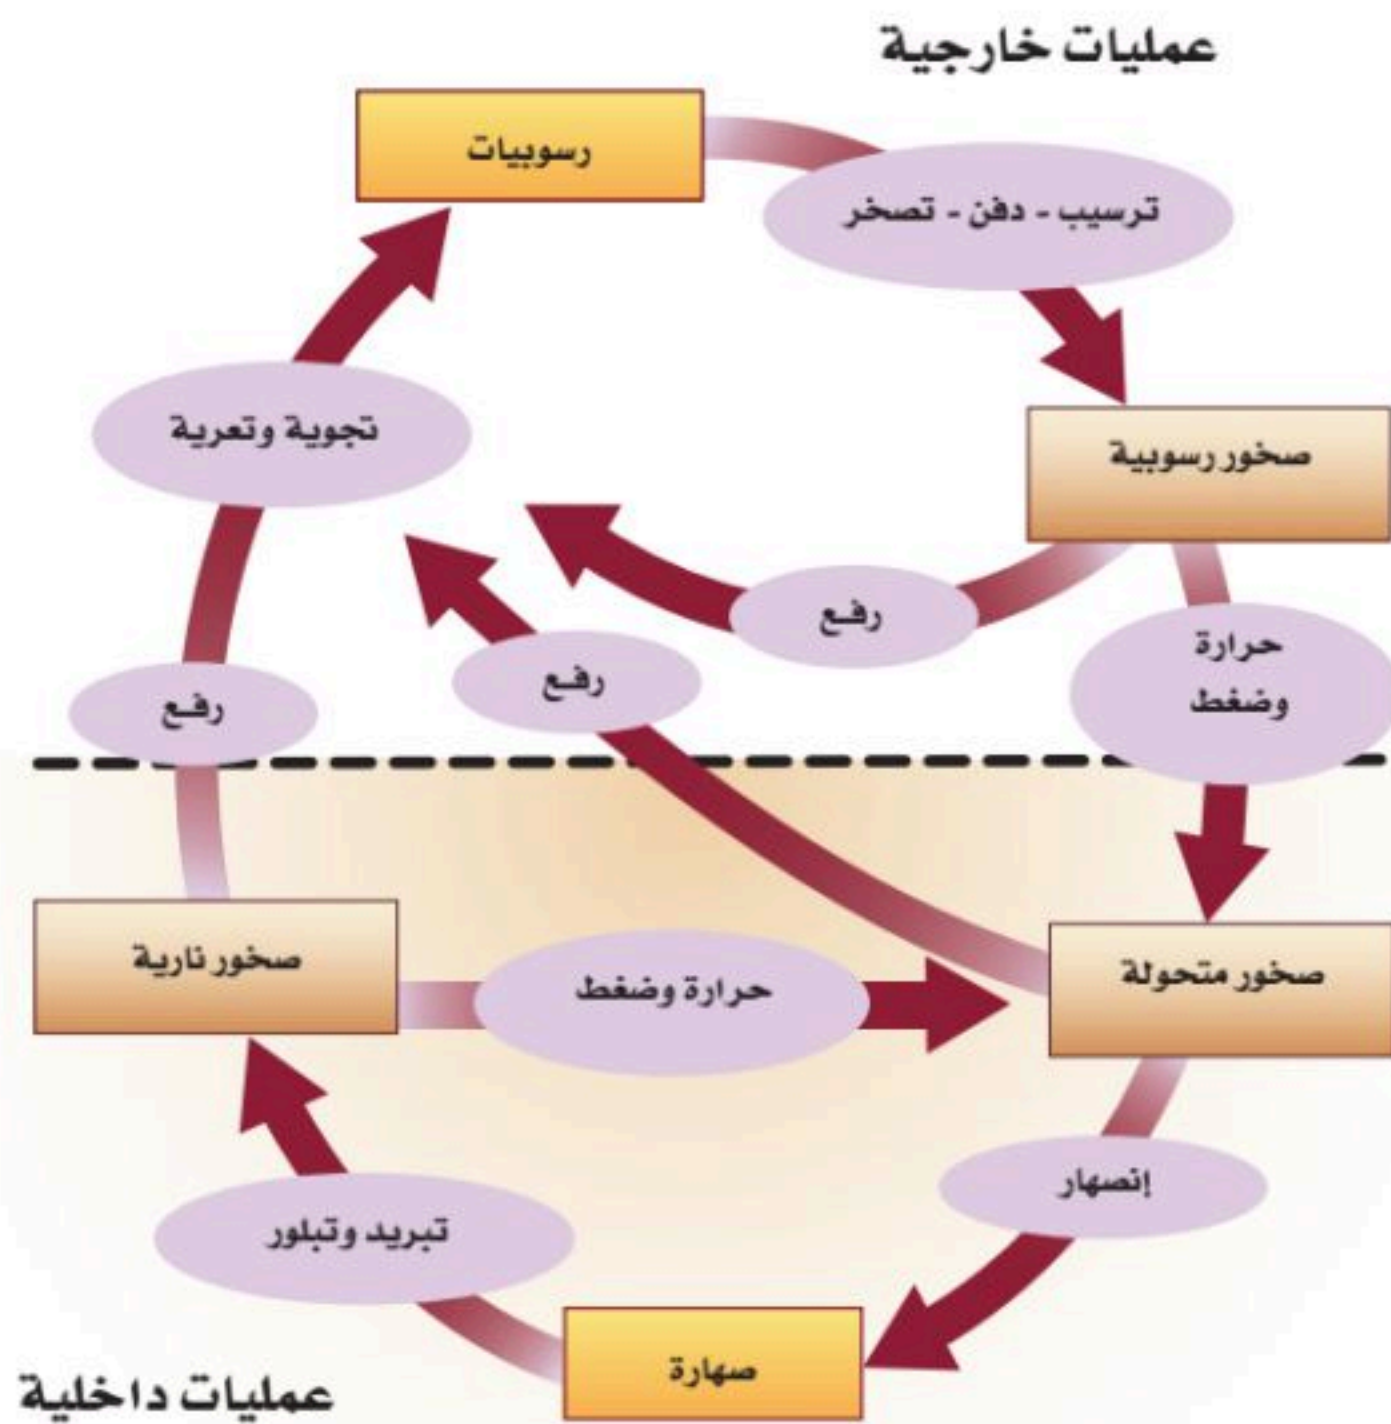 عمليات خارجية
رسوبيات
ترسيب - دفن - تصخر
تجوية وتعرية
صخور رسوبية
رفع
حرارة
وضغط
رفع
رفع
صخور نارية
حرارة وضغط
صخور متحولة
إنصهار
تبريد وتبلور
صهارة
عمليات داخلية